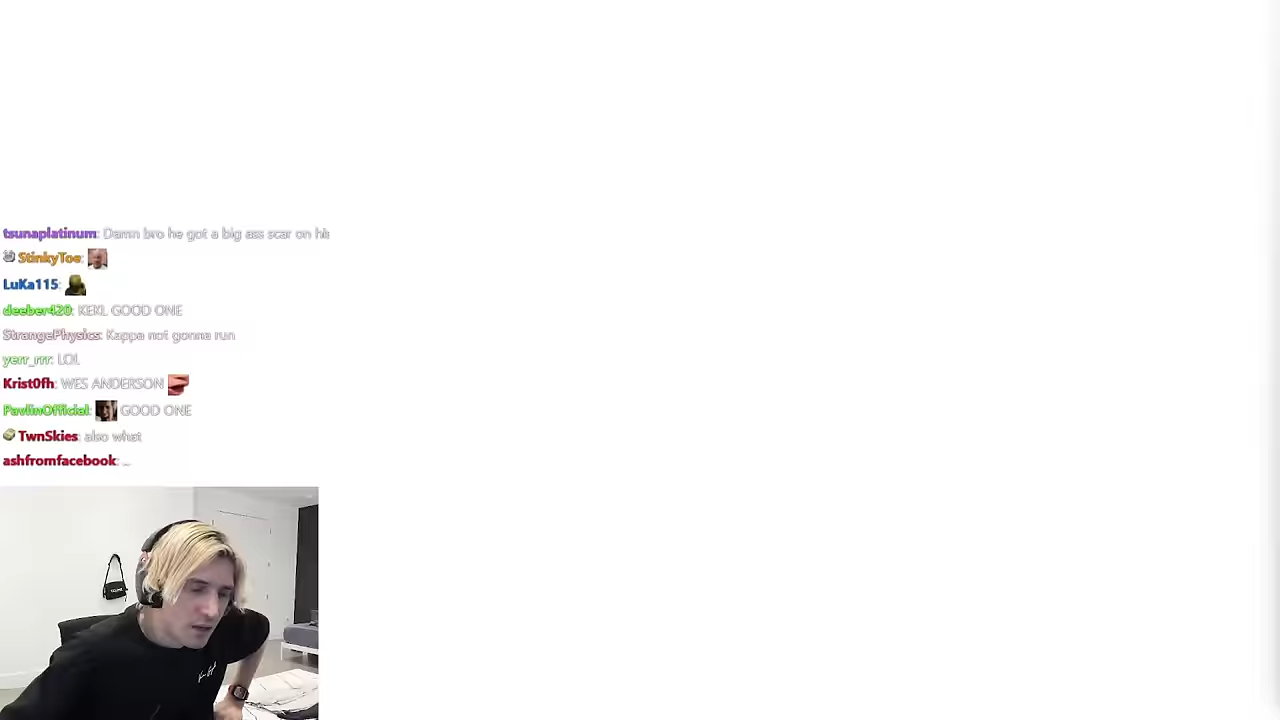 tsunaplatinum: Damn bro he got a big ass scar on his
StinkyToe:
LuKa115:
deeber420: KEKL GOOD ONE
StrangePhysics: Kappa not gonna run
yerr_rrr: LOL
Krist0fh: WES ANDERSON
PavlinOfficial: GOOD ONE
TwnSkies: also what
ashfromfacebook: ...